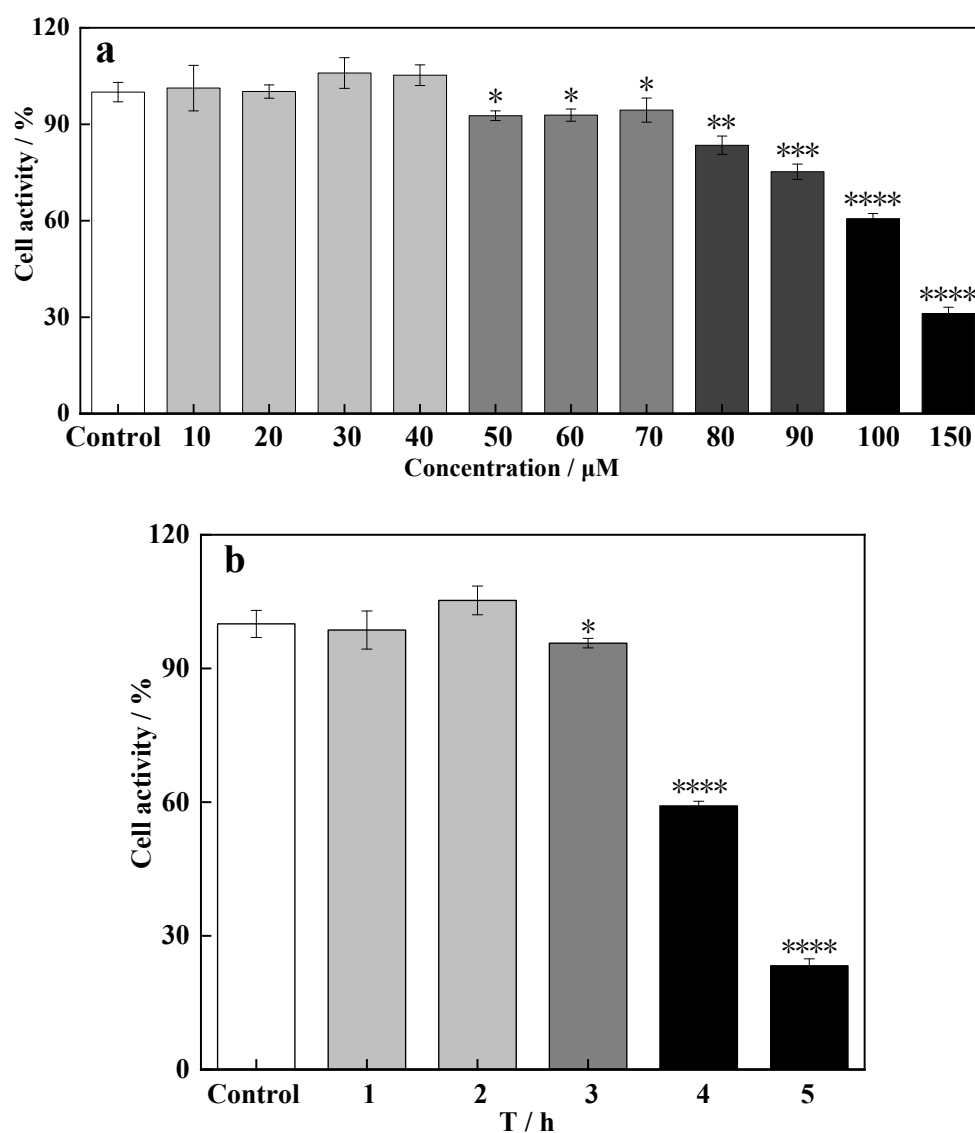 a
120
90
60
30
0
Cell activity / %
*
*
*
**
***
****
****
Control 10 20 30 40 50 60 70 80 90 100 150
Concentration / μM
b
120
90
60
30
0
Cell activity / %
*
****
****
Control 1 2 3 4 5
T / h